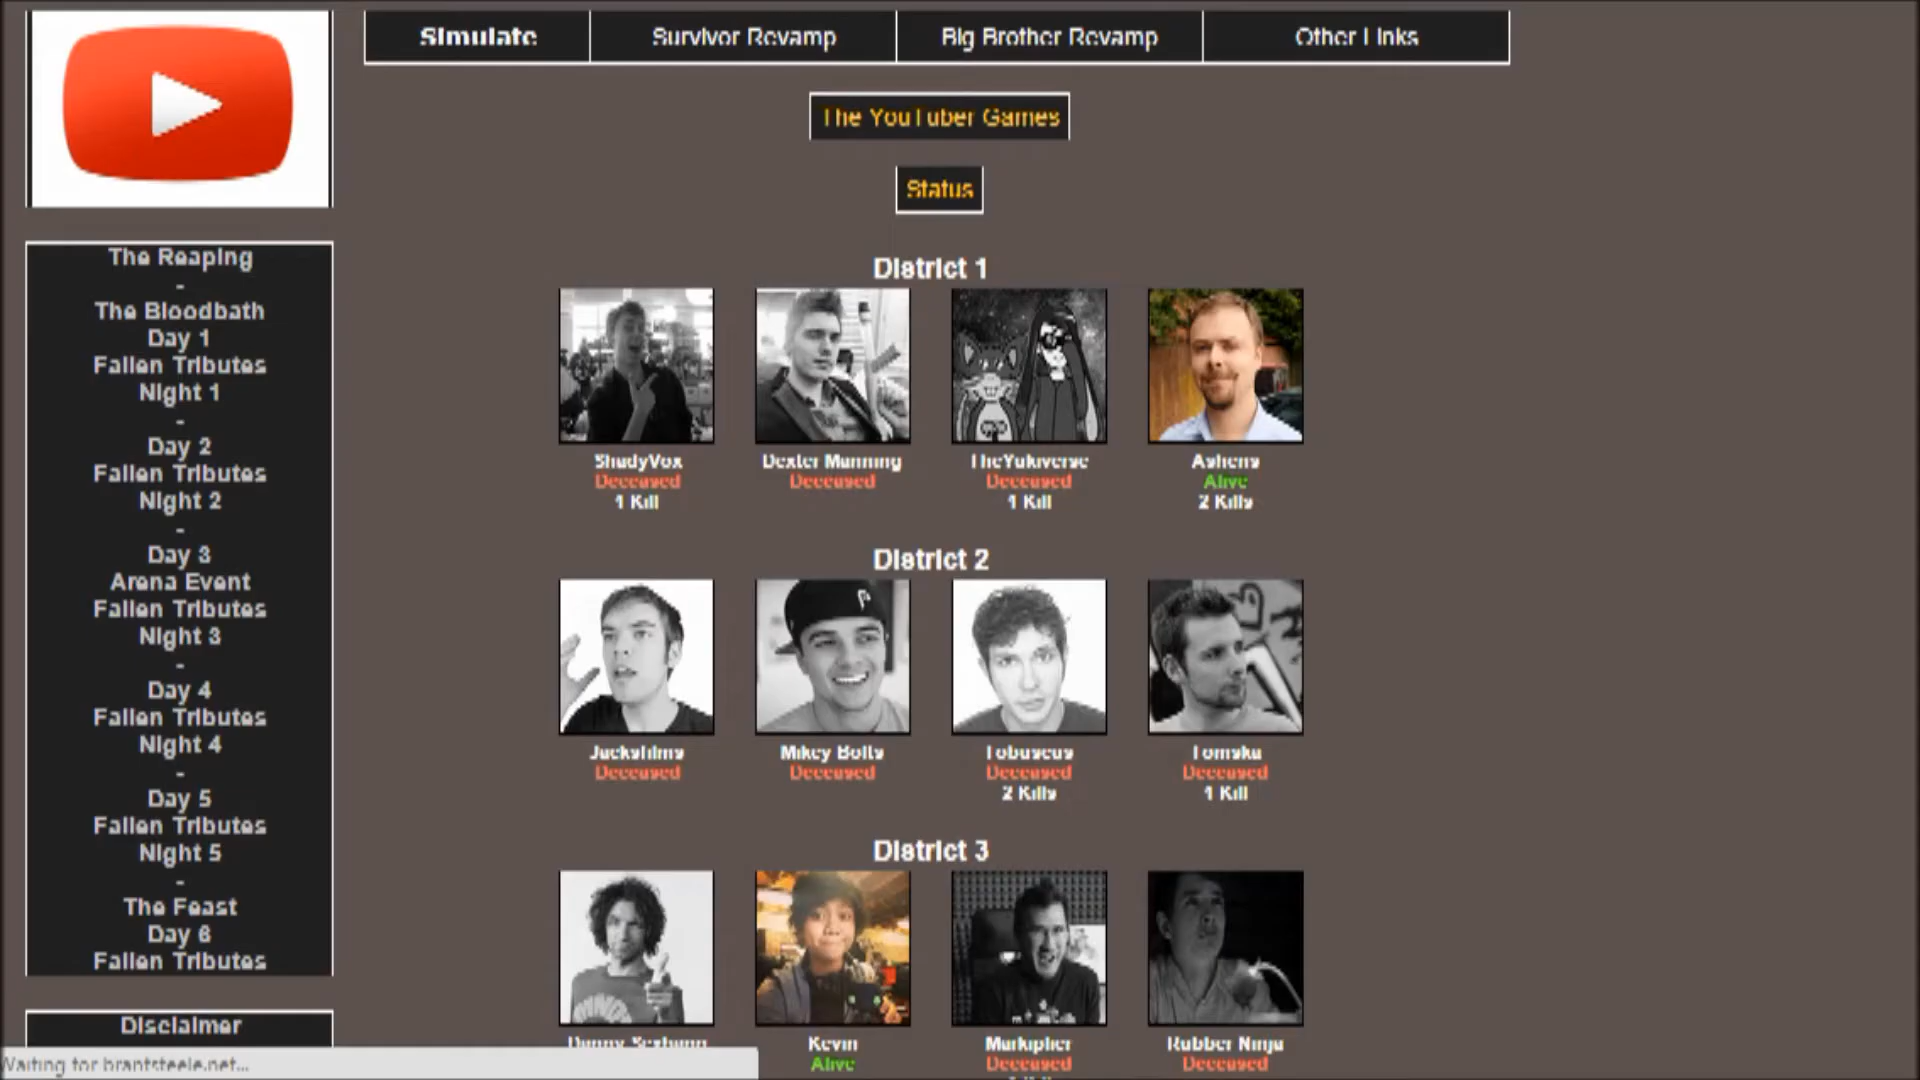 Simulate
Survivor Revamp
Big Brother Revamp
Other Links
The YouTuber Games
Status
The Reaping
-
The Bloodbath
Day 1
Fallen Tributes
Night 1
-
Day 2
Fallen Tributes
Night 2
-
Day 3
Arena Event
Fallen Tributes
Night 3
-
Day 4
Fallen Tributes
Night 4
-
Day 5
Fallen Tributes
Night 5
-
The Feast
Day 6
Fallen Tributes
Disclaimer
Waiting for brantsteele.net...
District 1
ShadyVox
Deceased
1 Kill
Dexter Manning
Deceased
TheYukiverse
Deceased
1 Kill
Ashens
Alive
2 Kills
District 2
Jacksfilms
Deceased
Mikey Bolts
Deceased
Tobuscus
Deceased
2 Kills
Tomska
Deceased
1 Kill
District 3
Danny Sexbang
Kevin
Alive
Markiplier
Deceased
Rubber Ninja
Deceased